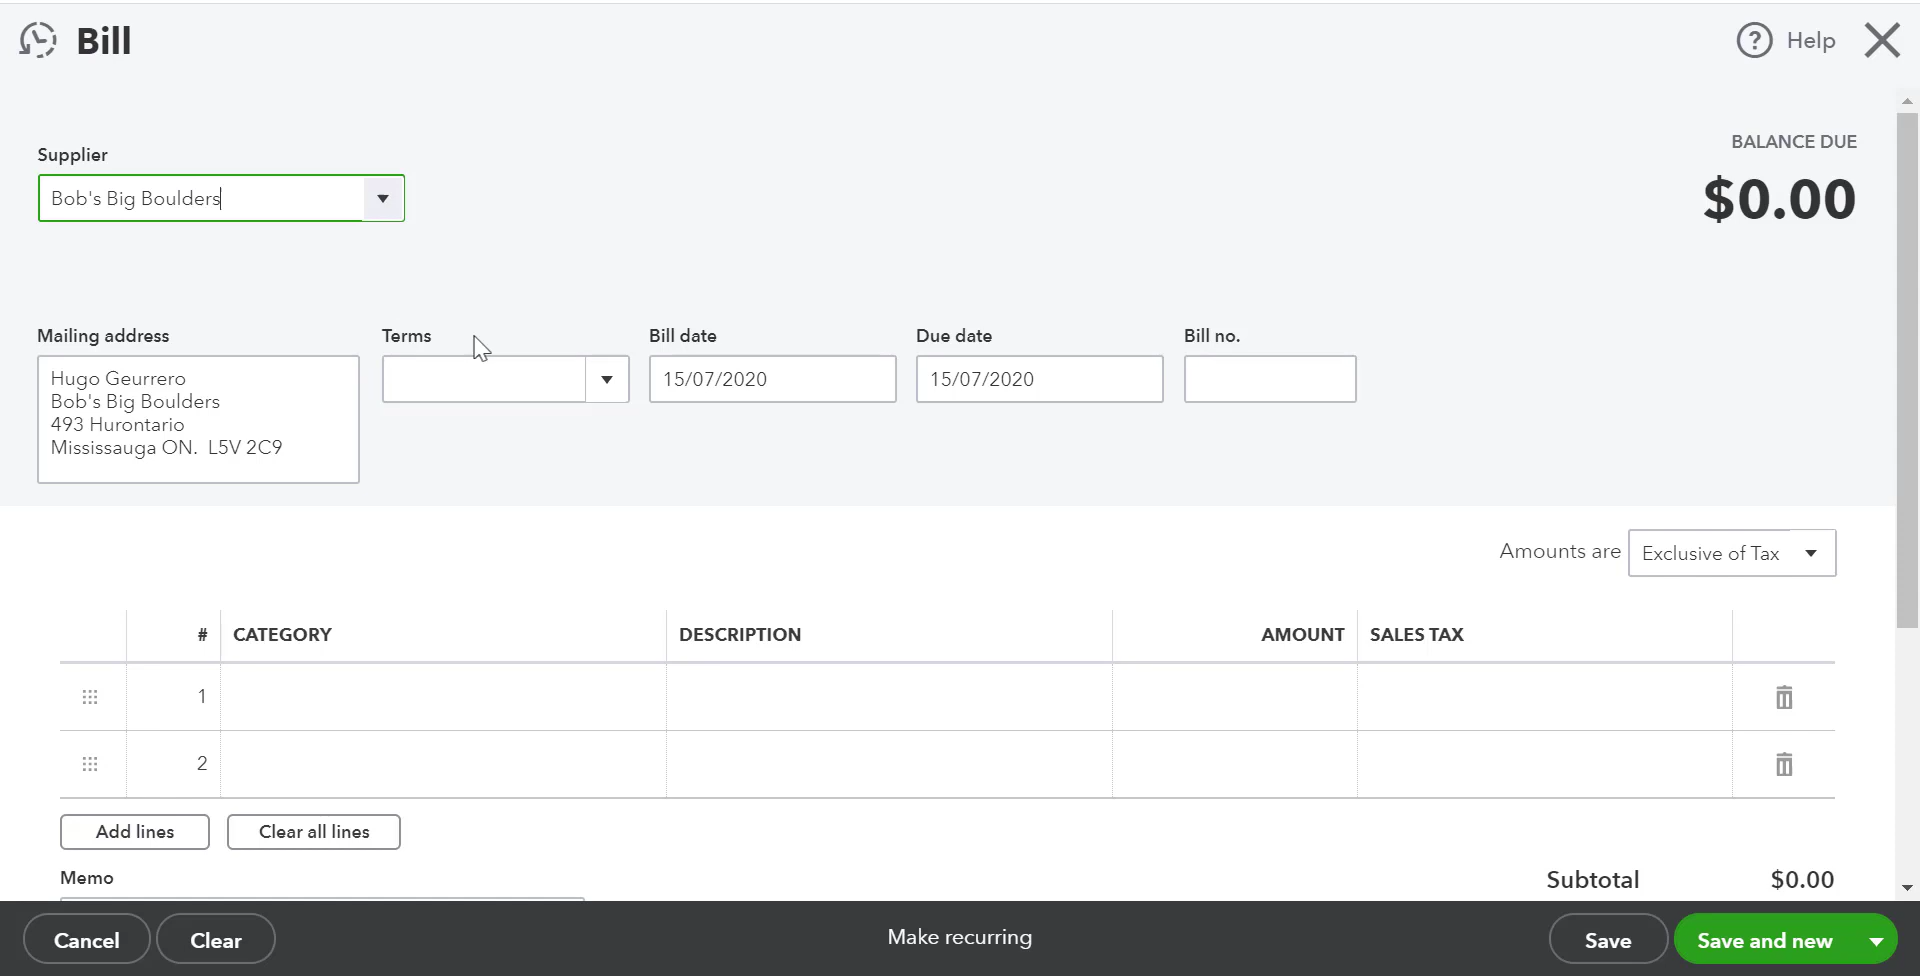 Bill
? Help
BALANCE DUE
$0.00
Supplier
Bob's Big Boulders
Mailing address
Hugo Geurrero
Bob's Big Boulders
493 Hurontario
Mississauga ON.  L5V 2C9
Terms
Bill date
15/07/2020
Due date
15/07/2020
Bill no.
Amounts are Exclusive of Tax
# CATEGORY DESCRIPTION AMOUNT SALES TAX
1
2
Add lines Clear all lines
Memo
Subtotal $0.00
Cancel Clear Make recurring Save Save and new